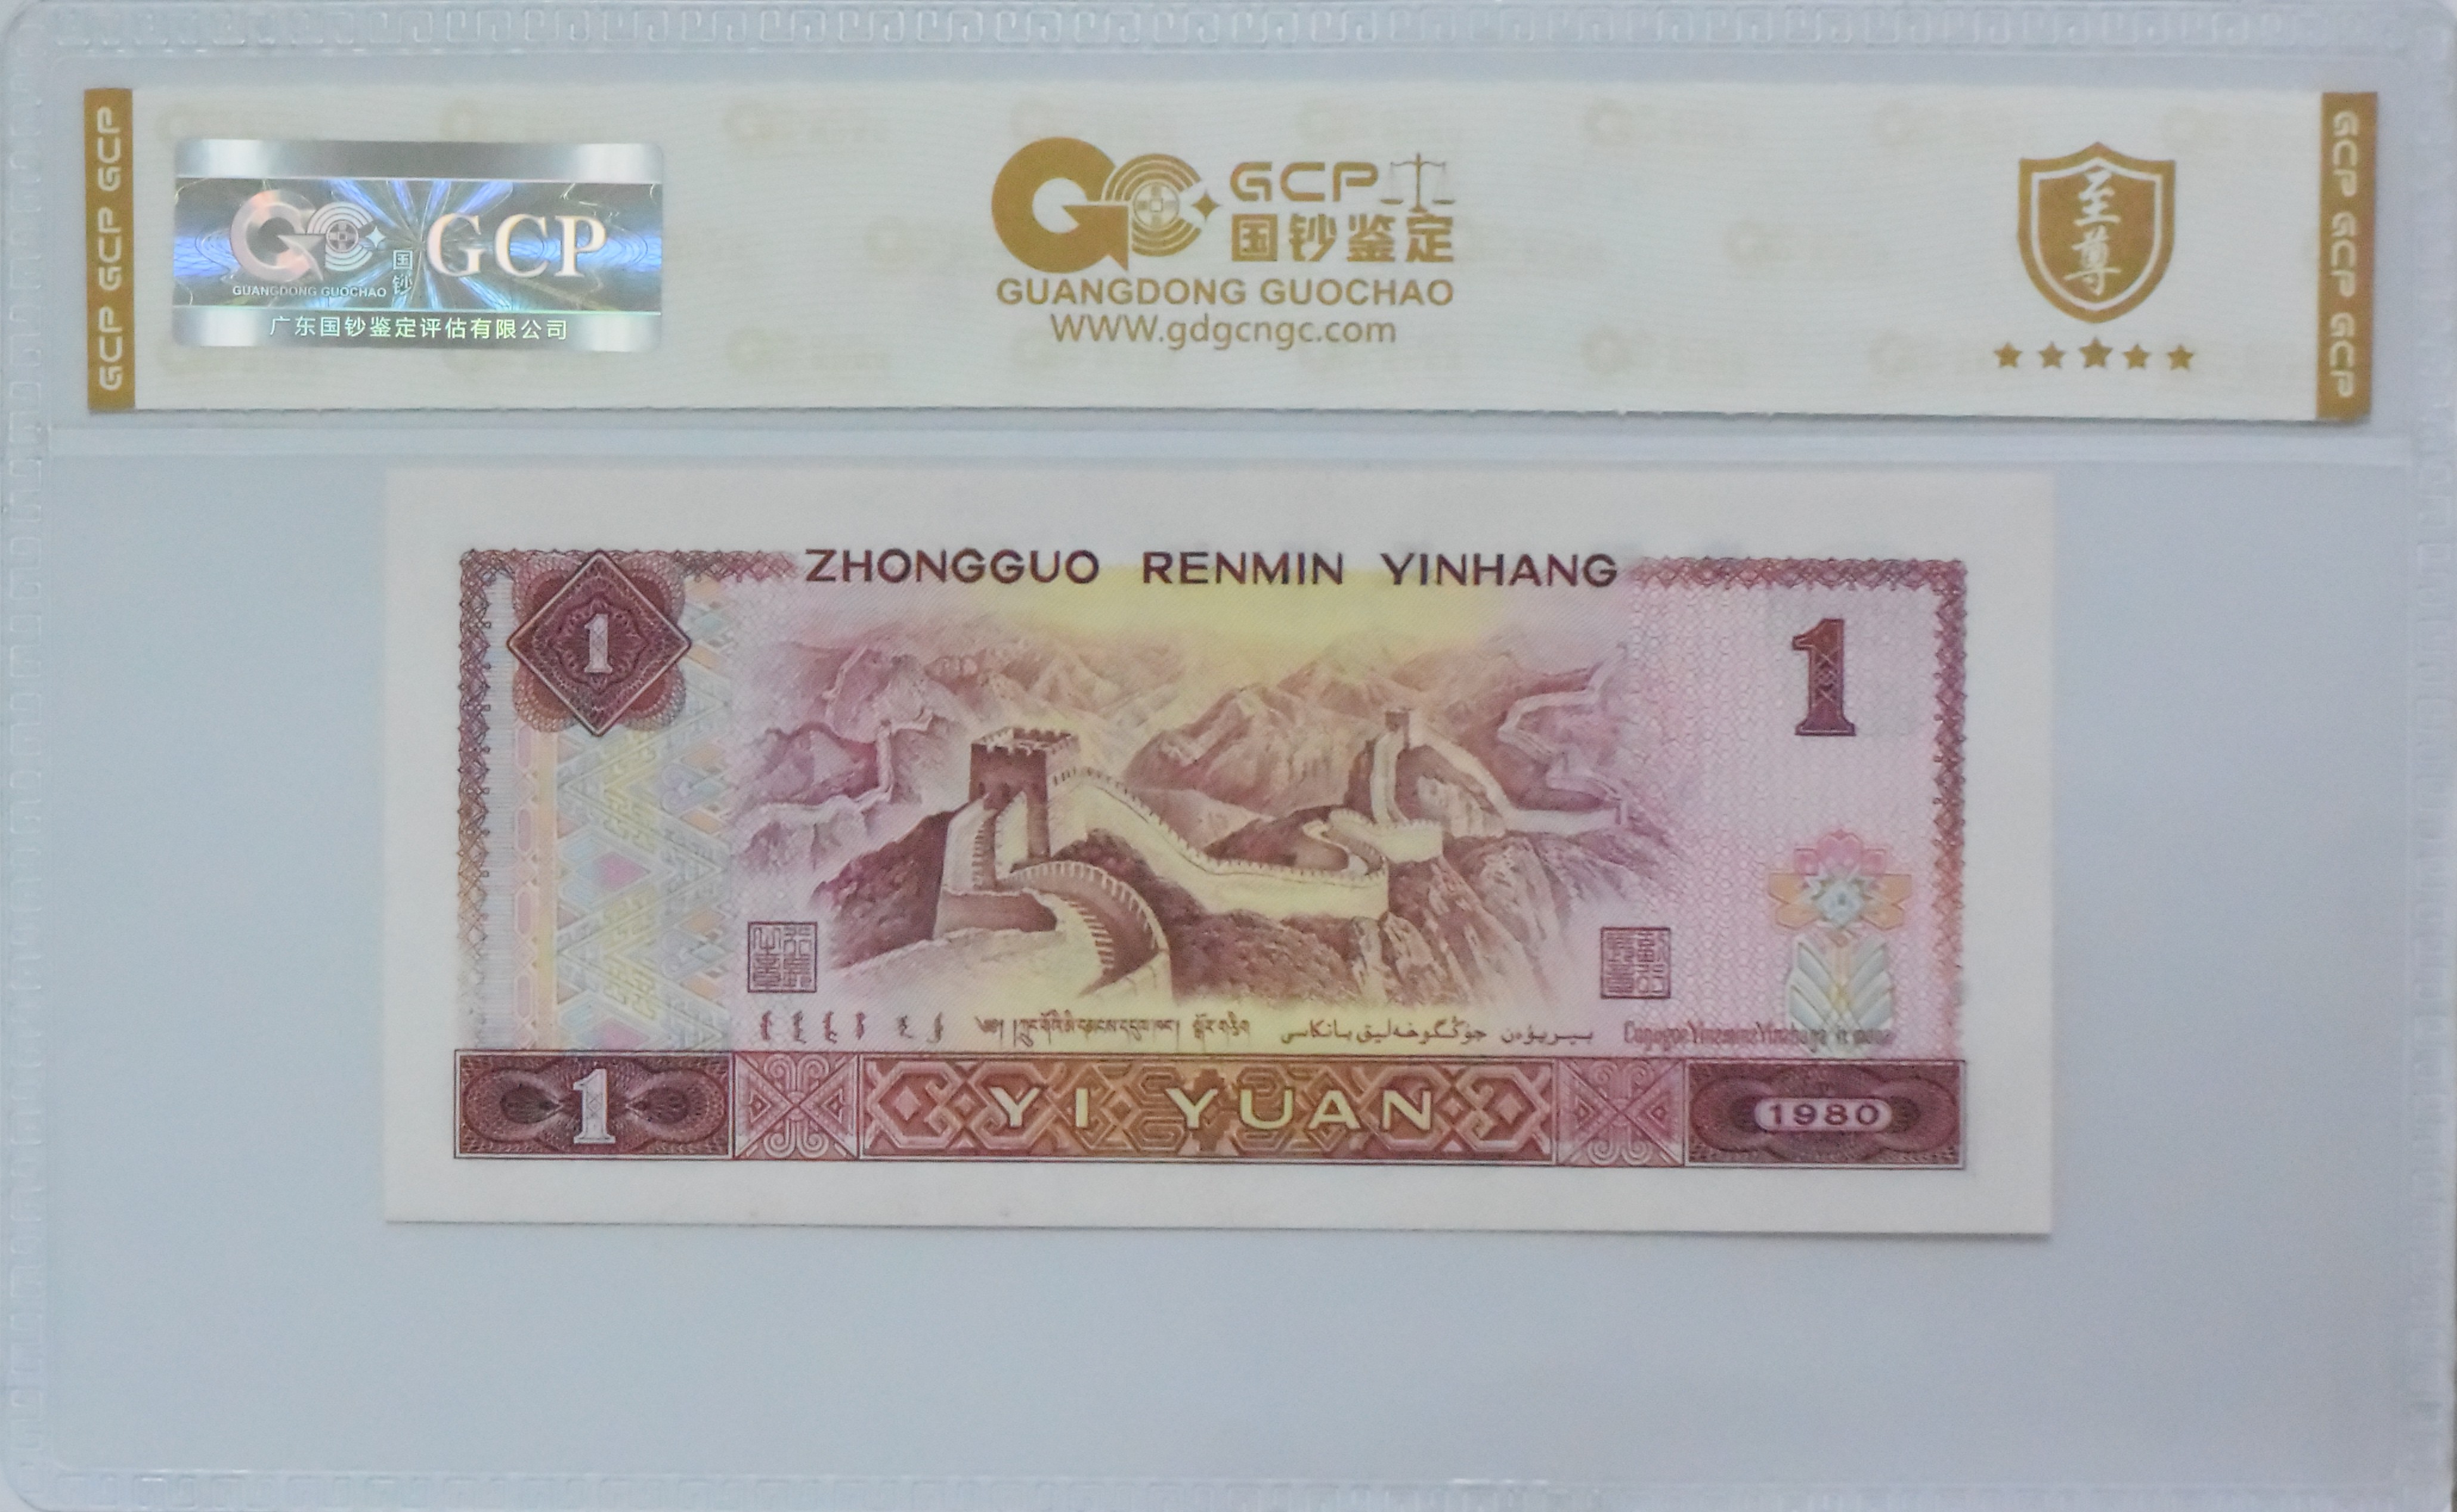 GCP GCP GCP
国钞
GCP
GUANGDONG GUOCHAO
广东国钞鉴定评估有限公司
GCP
国钞鉴定
GUANGDONG GUOCHAO
WWW.gdgcngc.com
至尊
GCP GCP GCP
ZHONGGUO RENMIN YINHANG
1
1
1
YI YUAN
1980